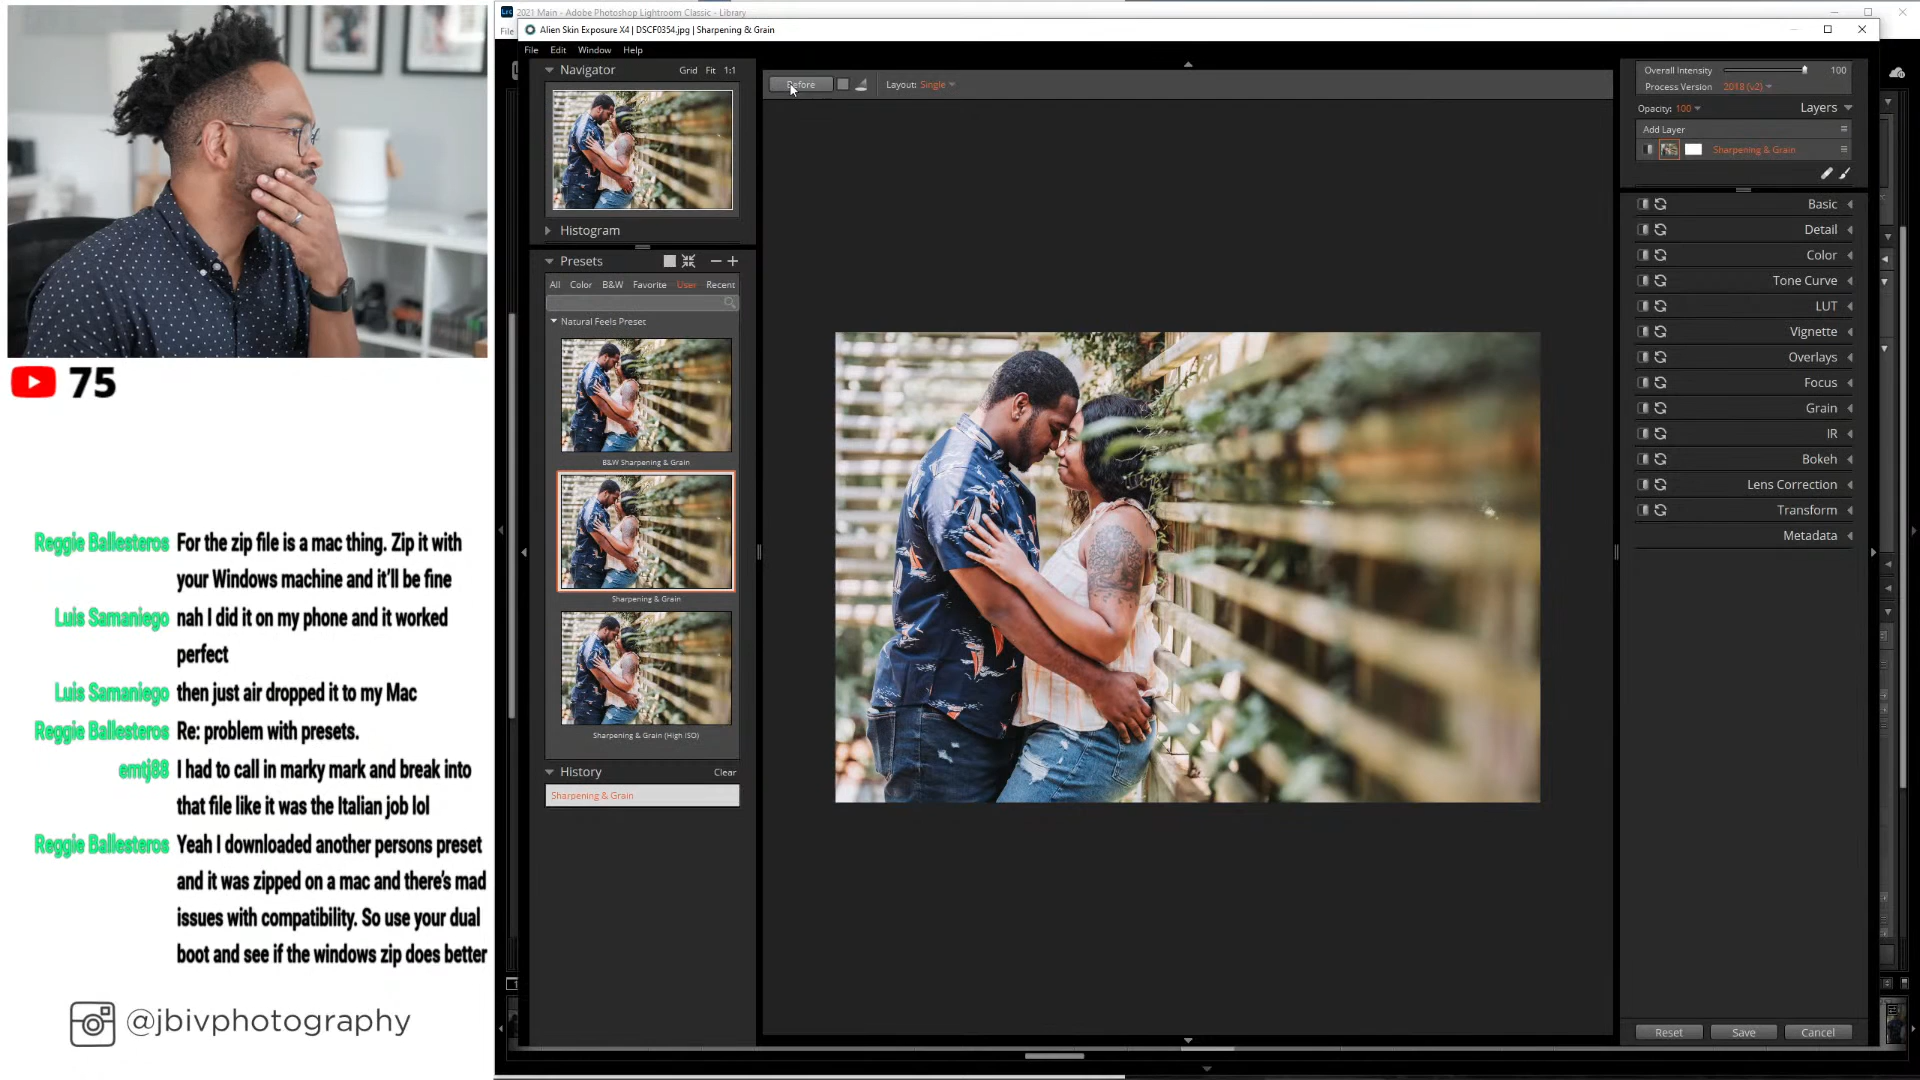 2021 Main - Adobe Photoshop Lightroom Classic - Library
File
Alien Skin Exposure X4 | DSCF0354.jpg | Sharpening & Grain
File Edit Window Help
Navigator Grid Fit 1:1
Histogram
Presets
All Color B&W Favorite User Recent
Natural Feels Preset
B&W Sharpening & Grain
Sharpening & Grain
Sharpening & Grain (High ISO)
History Clear
Sharpening & Grain
Before Layout: Single
Overall Intensity 100
Process Version 2018 (v2)
Opacity: 100 Layers
Add Layer
Sharpening & Grain
Basic
Detail
Color
Tone Curve
LUT
Vignette
Overlays
Focus
Grain
IR
Bokeh
Lens Correction
Transform
Metadata
Reset Save Cancel
75
Reggie Ballesteros For the zip file is a mac thing. Zip it with
your Windows machine and it'll be fine
Luis Samaniego nah I did it on my phone and it worked
perfect
Luis Samaniego then just air dropped it to my Mac
Reggie Ballesteros Re: problem with presets.
emtj88 I had to call in marky mark and break into
that file like it was the Italian job lol
Reggie Ballesteros Yeah I downloaded another persons preset
and it was zipped on a mac and there's mad
issues with compatibility. So use your dual
boot and see if the windows zip does better
@jbivphotography